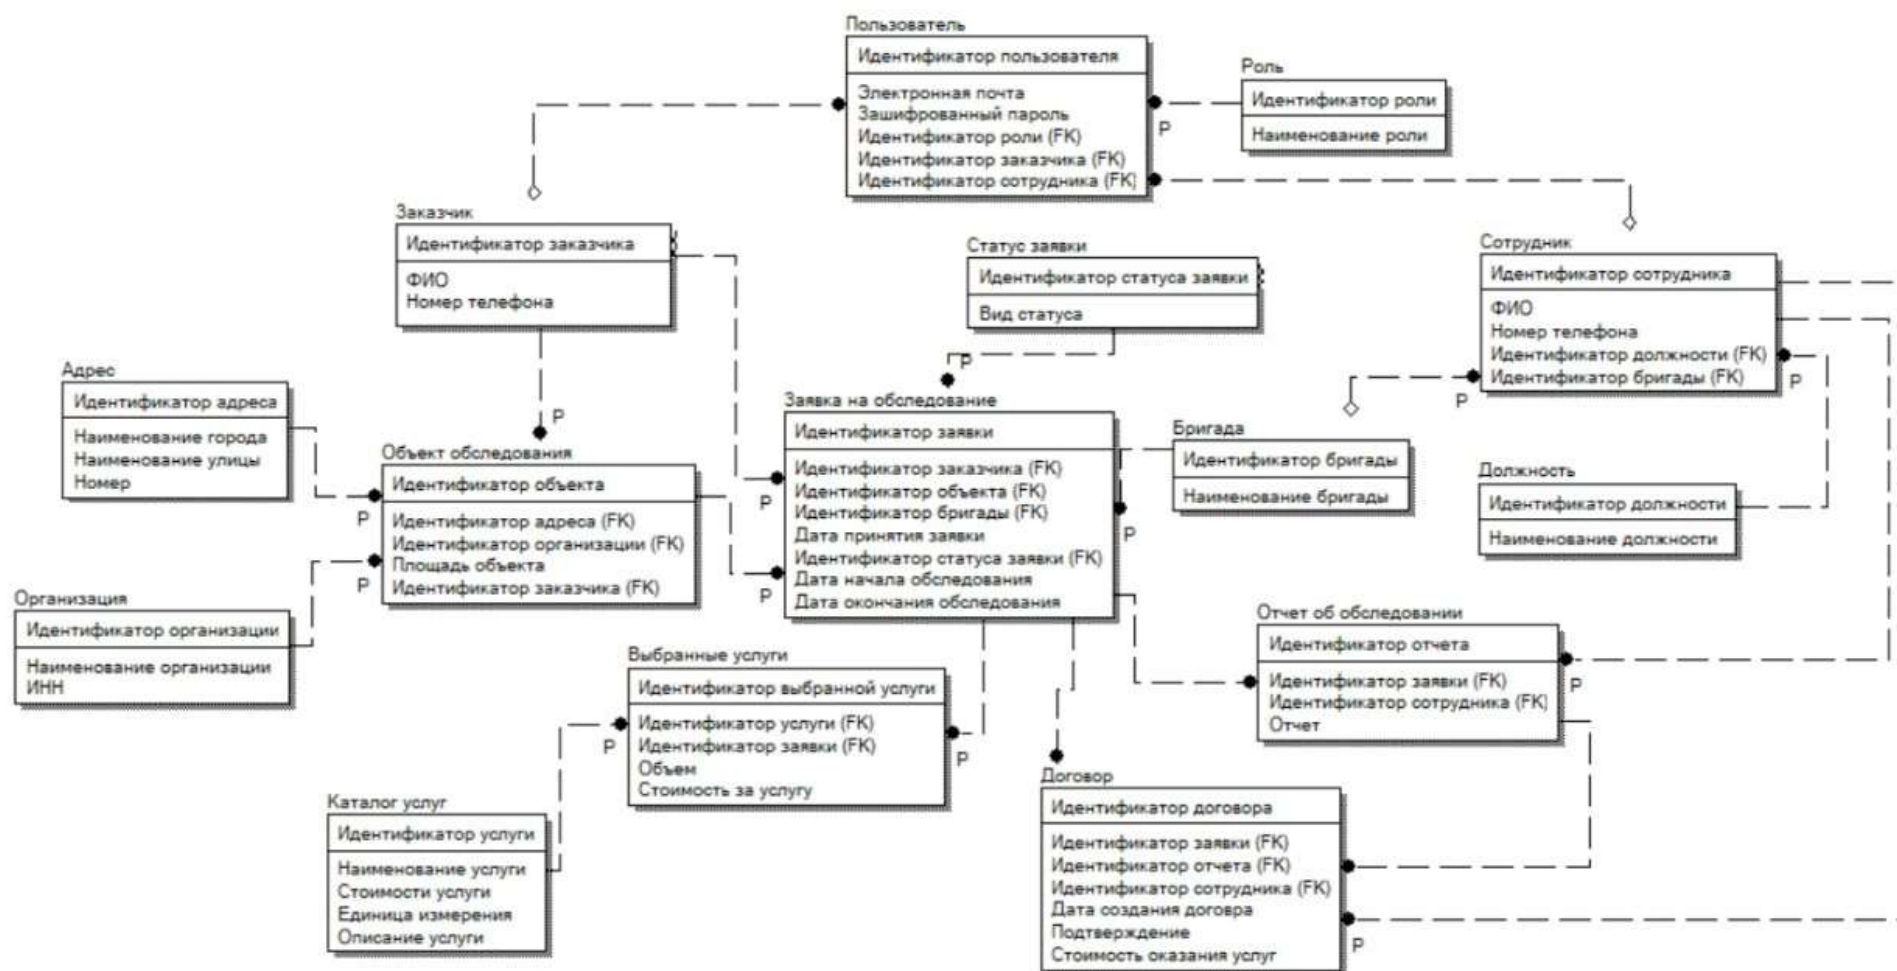 Пользователь
Идентификатор пользователя
Электронная почта
Зашифрованный пароль
Идентификатор роли (FK)
Идентификатор заказчика (FK)
Идентификатор сотрудника (FK)
Роль
Идентификатор роли
Наименование роли
P
Заказчик
Идентификатор заказчика
ФИО
Номер телефона
Статус заявки
Идентификатор статуса заявки
Вид статуса
P
Сотрудник
Идентификатор сотрудника
ФИО
Номер телефона
Идентификатор должности (FK)
Идентификатор бригады (FK)
P
P
Адрес
Идентификатор адреса
Наименование города
Наименование улицы
Номер
P
Объект обследования
Идентификатор объекта
Идентификатор адреса (FK)
Идентификатор организации (FK)
Площадь объекта
Идентификатор заказчика (FK)
P
P
Заявка на обследование
Идентификатор заявки
Идентификатор заказчика (FK)
Идентификатор объекта (FK)
Идентификатор бригады (FK)
Дата принятия заявки
Идентификатор статуса заявки (FK)
Дата начала обследования
Дата окончания обследования
P
P
P
Бригада
Идентификатор бригады
Наименование бригады
Должность
Идентификатор должности
Наименование должности
Организация
Идентификатор организации
Наименование организации
ИНН
Выбранные услуги
Идентификатор выбранной услуги
Идентификатор услуги (FK)
Идентификатор заявки (FK)
Объем
Стоимость за услугу
P
P
Отчет об обследовании
Идентификатор отчета
Идентификатор заявки (FK)
Идентификатор сотрудника (FK)
Отчет
P
Каталог услуг
Идентификатор услуги
Наименование услуги
Стоимости услуги
Единица измерения
Описание услуги
Договор
Идентификатор договора
Идентификатор заявки (FK)
Идентификатор отчета (FK)
Идентификатор сотрудника (FK)
Дата создания договра
Подтверждение
Стоимость оказания услуг
P